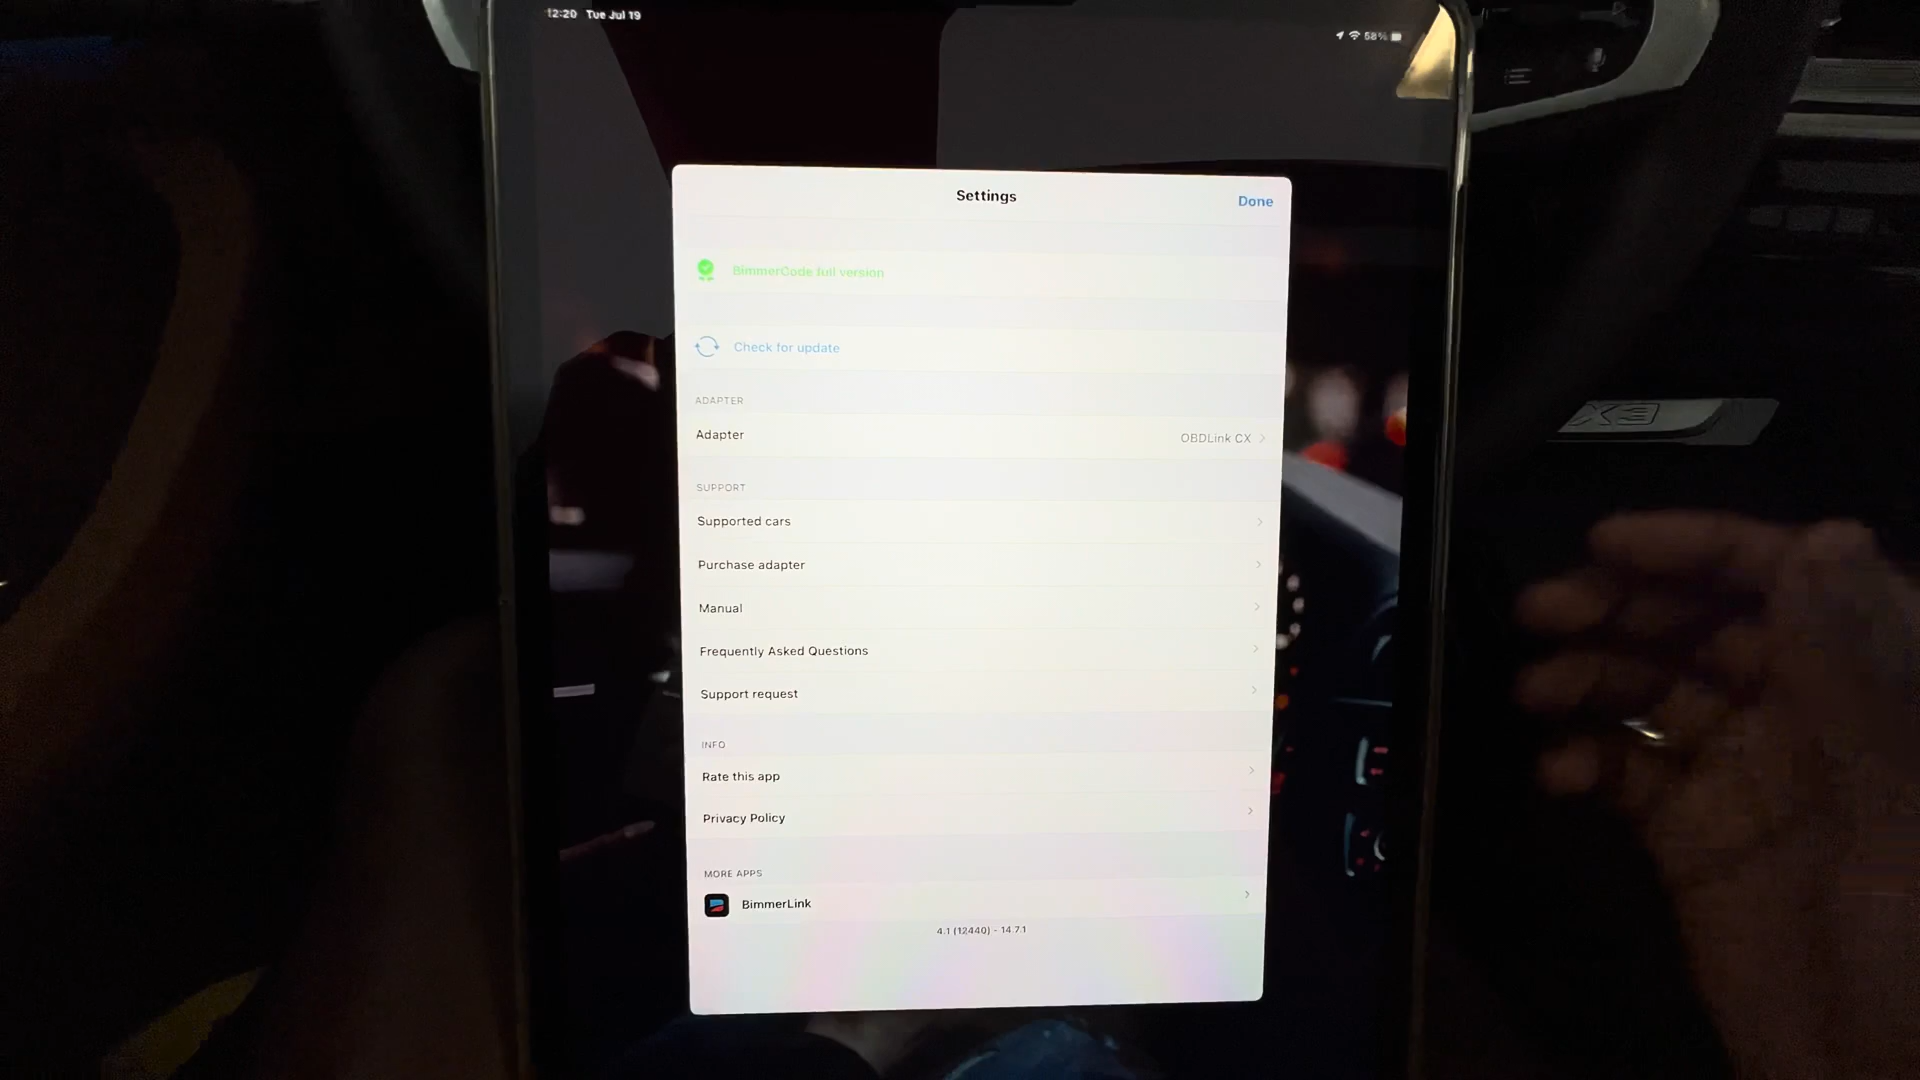 12:20 Tue Jul 19
58%
Settings
Done
BimmerCode full version
Check for update
ADAPTER
Adapter
OBDLink CX
SUPPORT
Supported cars
Purchase adapter
Manual
Frequently Asked Questions
Support request
INFO
Rate this app
Privacy Policy
MORE APPS
BimmerLink
4.1 (12440) - 14.7.1
X3